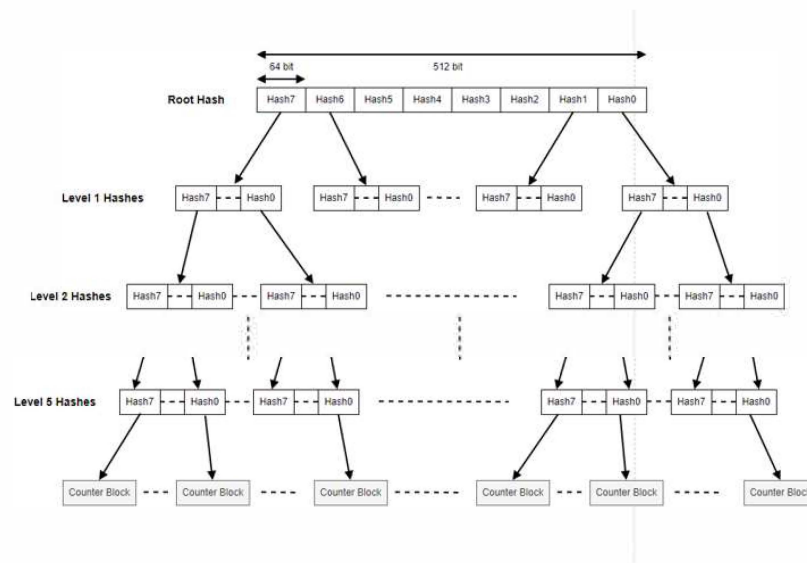 64 bit 512 bit
Root Hash Hash7 Hash6 Hash5 Hash4 Hash3 Hash2 Hash1 Hash0
Level 1 Hashes Hash7 Hash0 Hash7 Hash0 Hash7 Hash0 Hash7 Hash0
Level 2 Hashes Hash7 Hash0 Hash7 Hash0 Hash7 Hash0 Hash7 Hash0
Level 5 Hashes Hash7 Hash0 Hash7 Hash0 Hash7 Hash0 Hash7 Hash0
Counter Block Counter Block Counter Block Counter Block Counter Block Counter Block